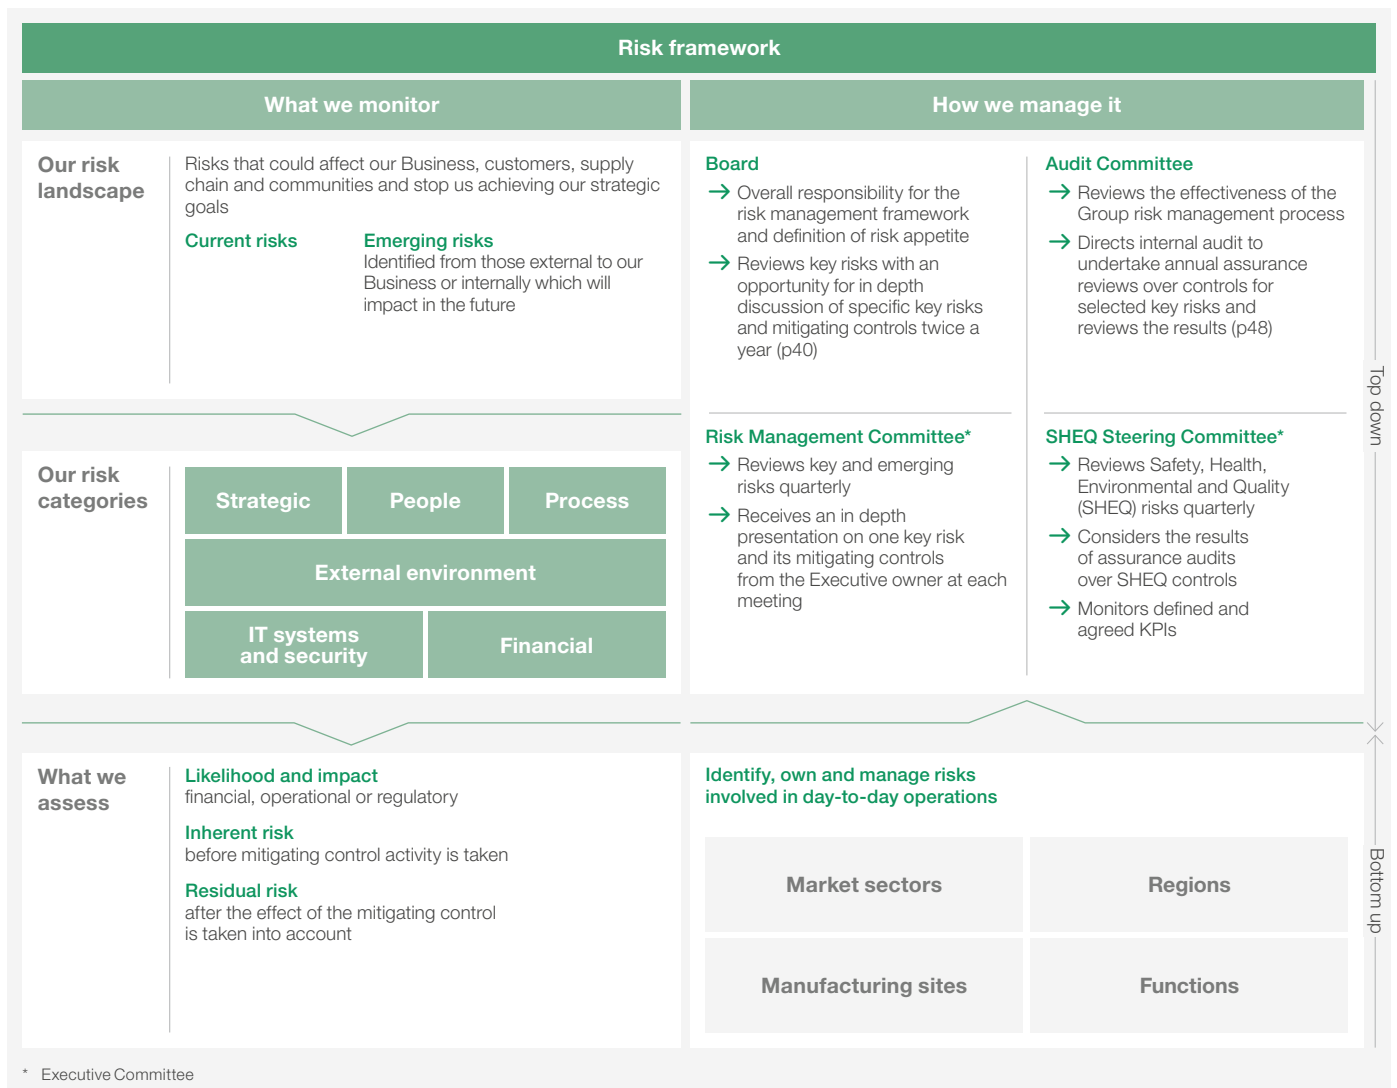 Risk framework
What we monitor
How we manage it
Our risk
landscape
Risks that could affect our Business, customers, supply
chain and communities and stop us achieving our strategic
goals
Current risks
Emerging risks
Identified from those external to our
Business or internally which will
impact in the future
Our risk
categories
Strategic
People
Process
External environment
IT systems
and security
Financial
What we
assess
Likelihood and impact
financial, operational or regulatory
Inherent risk
before mitigating control activity is taken
Residual risk
after the effect of the mitigating control
is taken into account
Board
→ Overall responsibility for the
risk management framework
and definition of risk appetite
→ Reviews key risks with an
opportunity for in depth
discussion of specific key risks
and mitigating controls twice a
year (p40)
Audit Committee
→ Reviews the effectiveness of the
Group risk management process
→ Directs internal audit to
undertake annual assurance
reviews over controls for
selected key risks and
reviews the results (p48)
Risk Management Committee*
→ Reviews key and emerging
risks quarterly
→ Receives an in depth
presentation on one key risk
and its mitigating controls
from the Executive owner at each
meeting
SHEQ Steering Committee*
→ Reviews Safety, Health,
Environmental and Quality
(SHEQ) risks quarterly
→ Considers the results
of assurance audits
over SHEQ controls
→ Monitors defined and
agreed KPIs
Identify, own and manage risks
involved in day-to-day operations
Market sectors
Regions
Manufacturing sites
Functions
Top down
Bottom up
* Executive Committee